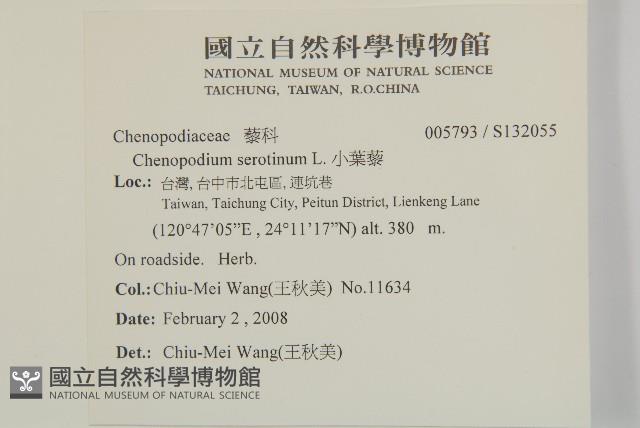 國立自然科學博物館
NATIONAL MUSEUM OF NATURAL SCIENCE
TAICHUNG, TAIWAN, R.O.CHINA
Chenopodiaceae 藜科 005793 / S132055
Chenopodium serotinum L. 小葉藜
Loc.: 台灣, 台中市北屯區, 連坑巷
Taiwan, Taichung City, Peitun District, Lienkeng Lane
(120°47'05”E , 24°11'17”N) alt. 380 m.
On roadside. Herb.
Col.:Chiu-Mei Wang(王秋美) No.11634
Date: February 2 , 2008
Det.: Chiu-Mei Wang(王秋美)
國立自然科學博物館
NATIONAL MUSEUM OF NATURAL SCIENCE